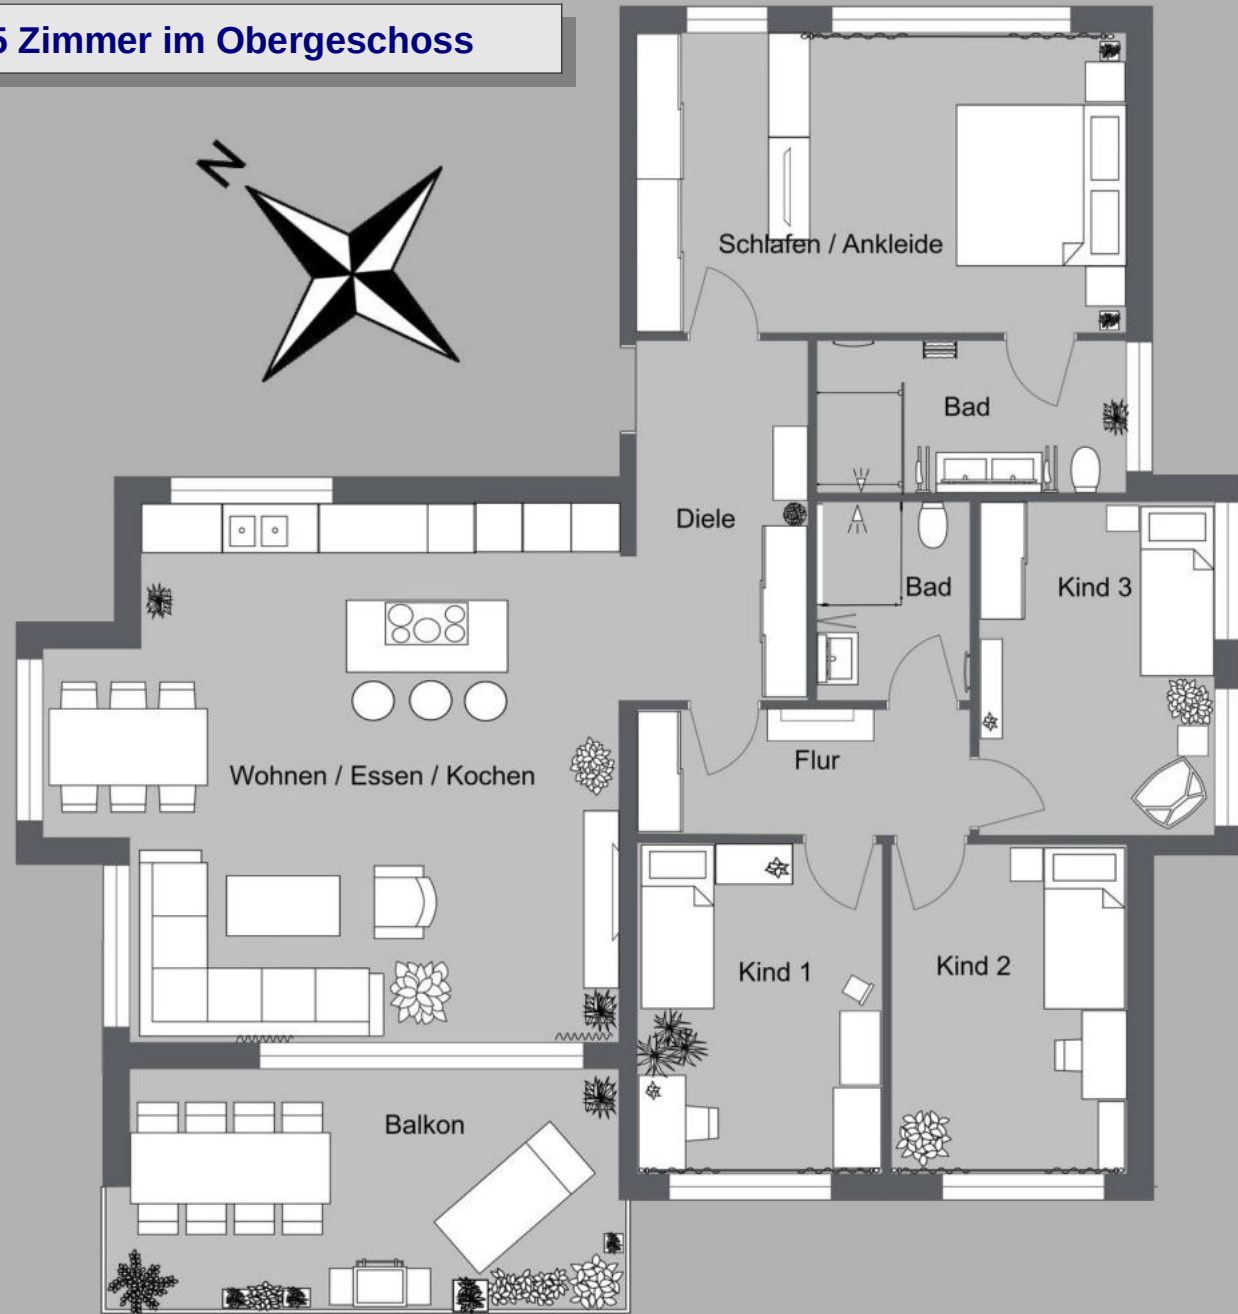 5 Zimmer im Obergeschoss
N
Schlafen / Ankleide
Bad
Diele
Bad
Kind 3
Wohnen / Essen / Kochen
Flur
Kind 1
Kind 2
Balkon